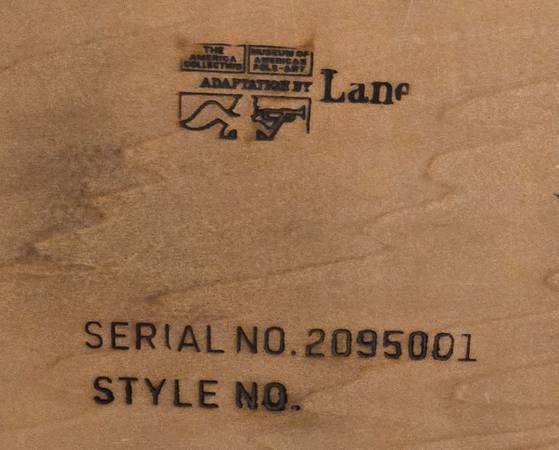 THE AMERICA COLLECTION
MUSEUM OF AMERICAN FOLK ART
ADAPTATION BY Lane
SERIAL NO. 2095001
STYLE NO.